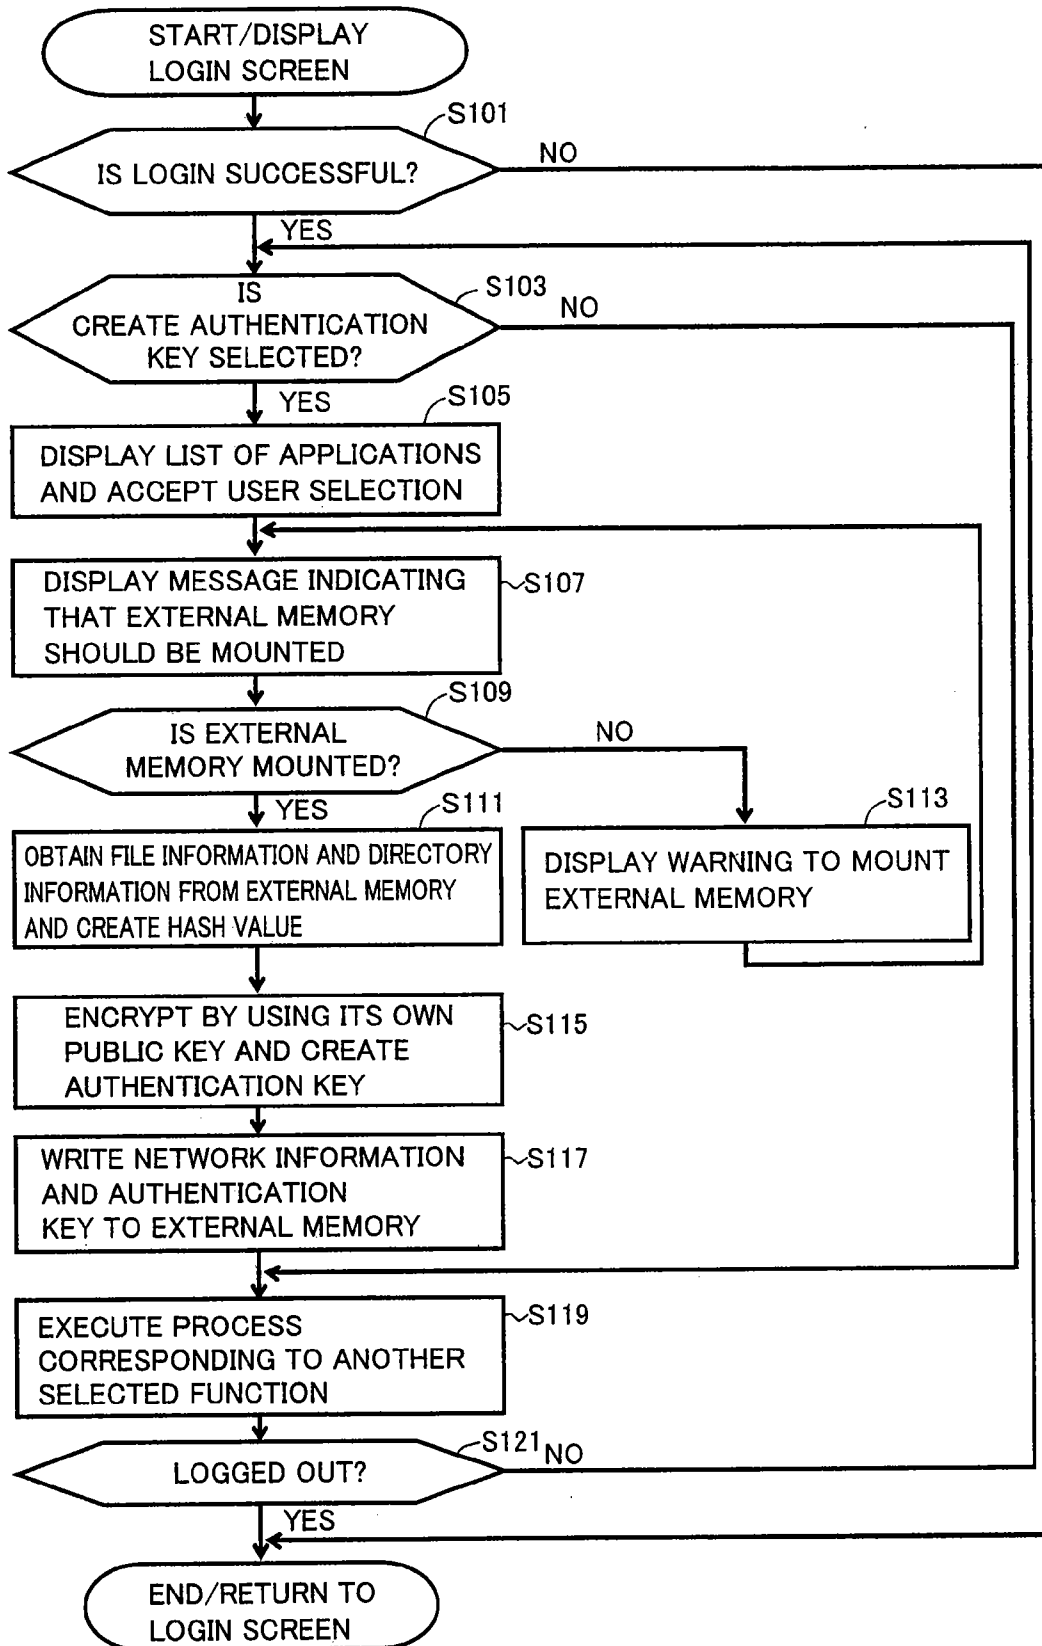 START/DISPLAY
LOGIN SCREEN
S101
IS LOGIN SUCCESSFUL?
NO
YES
S103
IS
CREATE AUTHENTICATION
KEY SELECTED?
NO
YES
S105
DISPLAY LIST OF APPLICATIONS
AND ACCEPT USER SELECTION
DISPLAY MESSAGE INDICATING
THAT EXTERNAL MEMORY
SHOULD BE MOUNTED
S107
S109
IS EXTERNAL
MEMORY MOUNTED?
NO
YES
S111
OBTAIN FILE INFORMATION AND DIRECTORY
INFORMATION FROM EXTERNAL MEMORY
AND CREATE HASH VALUE
S113
DISPLAY WARNING TO MOUNT
EXTERNAL MEMORY
ENCRYPT BY USING ITS OWN
PUBLIC KEY AND CREATE
AUTHENTICATION KEY
S115
WRITE NETWORK INFORMATION
AND AUTHENTICATION
KEY TO EXTERNAL MEMORY
S117
EXECUTE PROCESS
CORRESPONDING TO ANOTHER
SELECTED FUNCTION
S119
S121
LOGGED OUT?
NO
YES
END/RETURN TO
LOGIN SCREEN